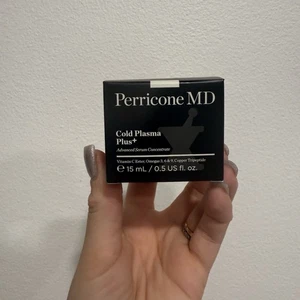 Perricone MD
Cold Plasma
Plus+
Advanced Serum Concentrate
Vitamin C Ester, Omegas 3, 6 & 9, Copper Tripeptide
℮ 15 mL / 0.5 US fl. oz.